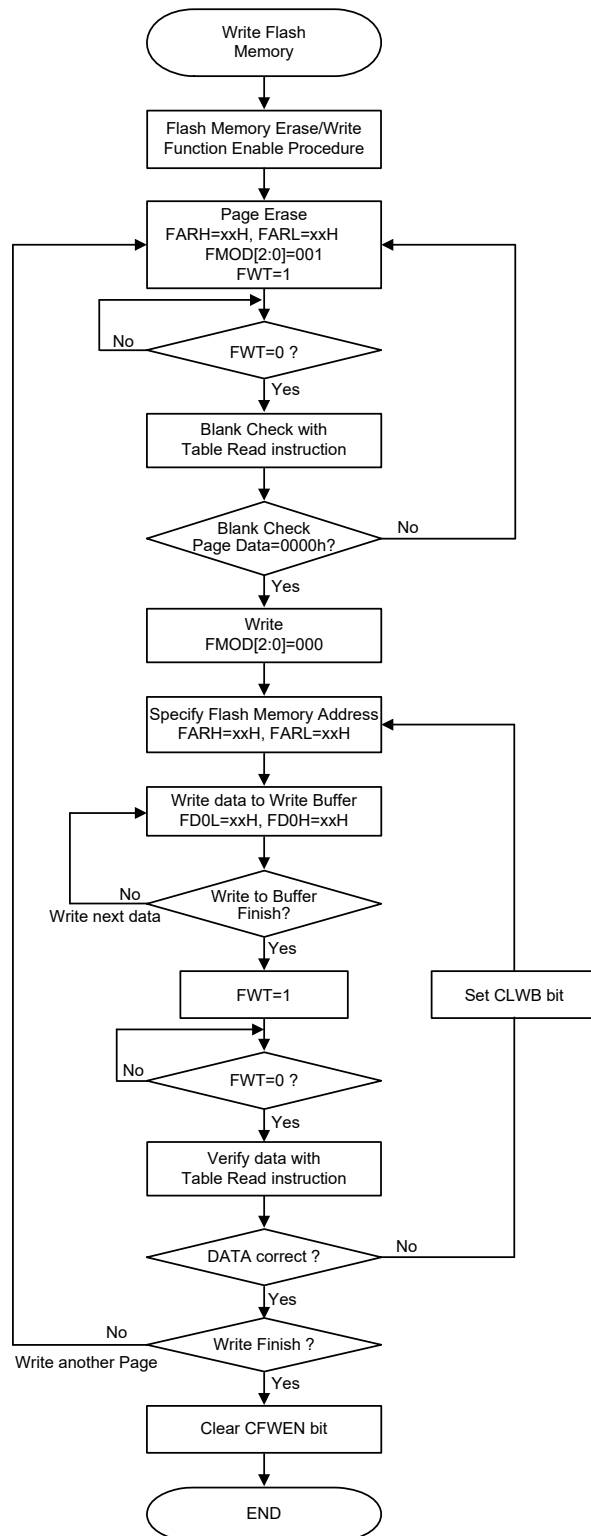 Write Flash
Memory
Flash Memory Erase/Write
Function Enable Procedure
Page Erase
FARH=xxH, FARL=xxH
FMOD[2:0]=001
FWT=1
No
FWT=0 ?
Yes
Blank Check with
Table Read instruction
Blank Check
Page Data=0000h?
No
Yes
Write
FMOD[2:0]=000
Specify Flash Memory Address
FARH=xxH, FARL=xxH
Write data to Write Buffer
FD0L=xxH, FD0H=xxH
No
Write next data
Write to Buffer
Finish?
Yes
FWT=1
Set CLWB bit
No
FWT=0 ?
Yes
Verify data with
Table Read instruction
DATA correct ?
No
Yes
No
Write another Page
Write Finish ?
Yes
Clear CFWEN bit
END